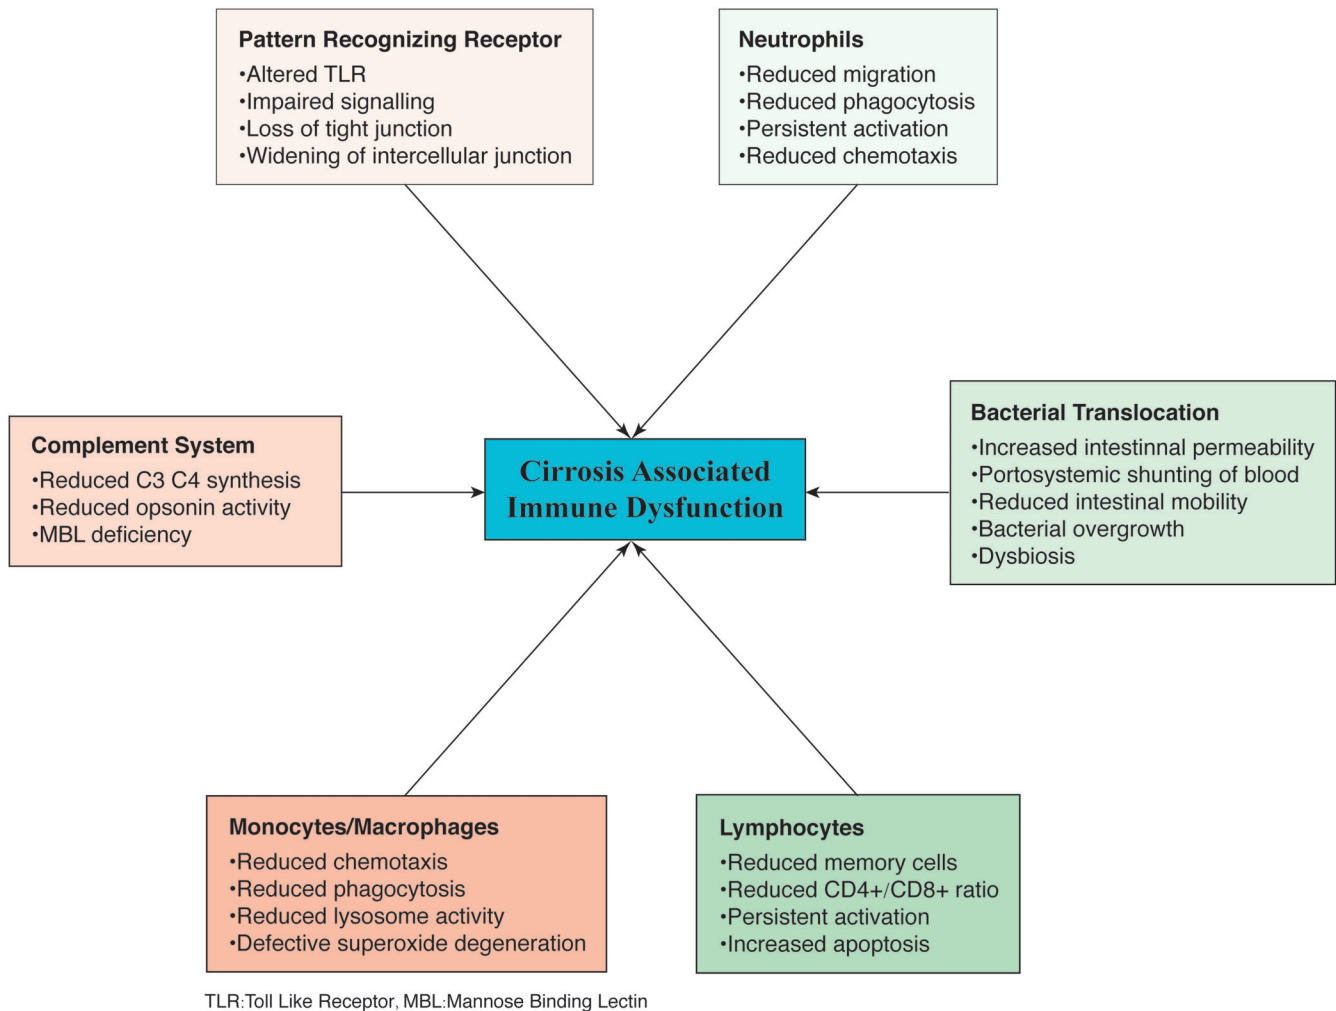 Pattern Recognizing Receptor
•Altered TLR
•Impaired signalling
•Loss of tight junction
•Widening of intercellular junction
Neutrophils
•Reduced migration
•Reduced phagocytosis
•Persistent activation
•Reduced chemotaxis
Complement System
•Reduced C3 C4 synthesis
•Reduced opsonin activity
•MBL deficiency
Cirrosis Associated
Immune Dysfunction
Bacterial Translocation
•Increased intestinnal permeability
•Portosystemic shunting of blood
•Reduced intestinal mobility
•Bacterial overgrowth
•Dysbiosis
Monocytes/Macrophages
•Reduced chemotaxis
•Reduced phagocytosis
•Reduced lysosome activity
•Defective superoxide degeneration
Lymphocytes
•Reduced memory cells
•Reduced CD4+/CD8+ ratio
•Persistent activation
•Increased apoptosis
TLR:Toll Like Receptor, MBL:Mannose Binding Lectin